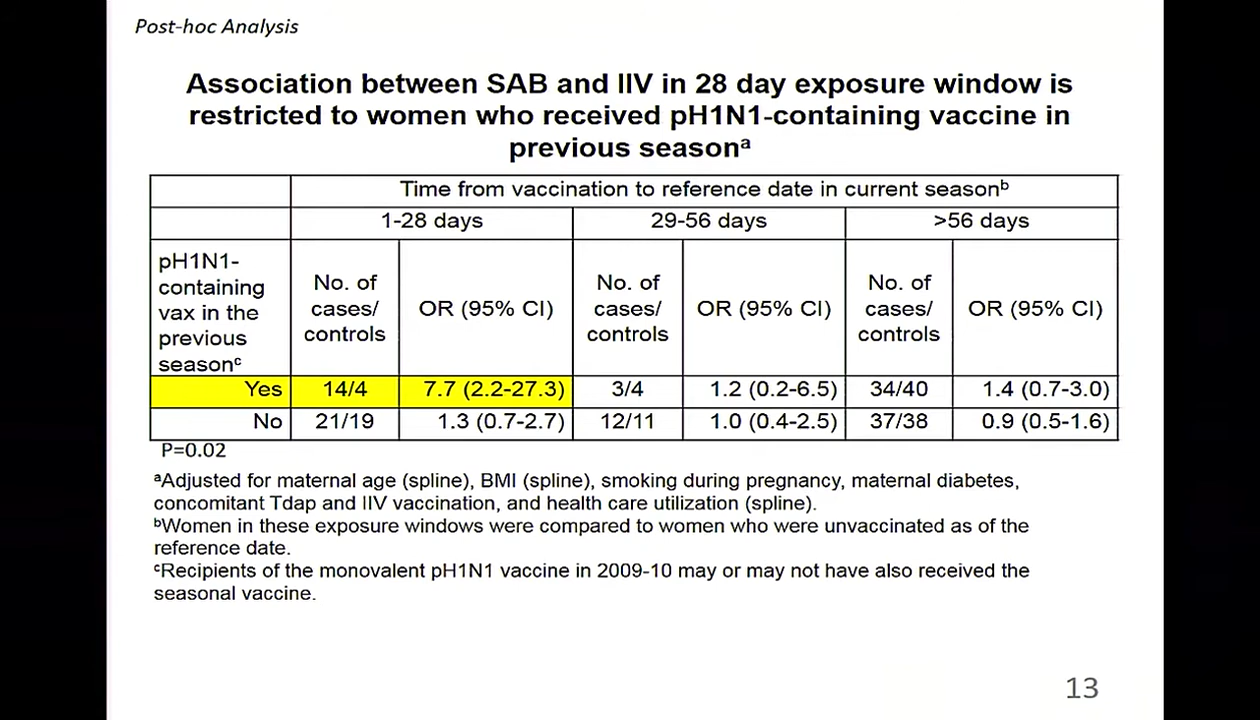 Post-hoc Analysis
Association between SAB and IIV in 28 day exposure window is
restricted to women who received pH1N1-containing vaccine in
previous seasonᵃ
Time from vaccination to reference date in current seasonᵇ
1-28 days 29-56 days >56 days
pH1N1-
containing
vax in the
previous
seasonᶜ
No. of
cases/
controls
OR (95% CI)
No. of
cases/
controls
OR (95% CI)
No. of
cases/
controls
OR (95% CI)
Yes 14/4 7.7 (2.2-27.3) 3/4 1.2 (0.2-6.5) 34/40 1.4 (0.7-3.0)
No 21/19 1.3 (0.7-2.7) 12/11 1.0 (0.4-2.5) 37/38 0.9 (0.5-1.6)
P=0.02
ᵃAdjusted for maternal age (spline), BMI (spline), smoking during pregnancy, maternal diabetes,
concomitant Tdap and IIV vaccination, and health care utilization (spline).
ᵇWomen in these exposure windows were compared to women who were unvaccinated as of the
reference date.
ᶜRecipients of the monovalent pH1N1 vaccine in 2009-10 may or may not have also received the
seasonal vaccine.
13